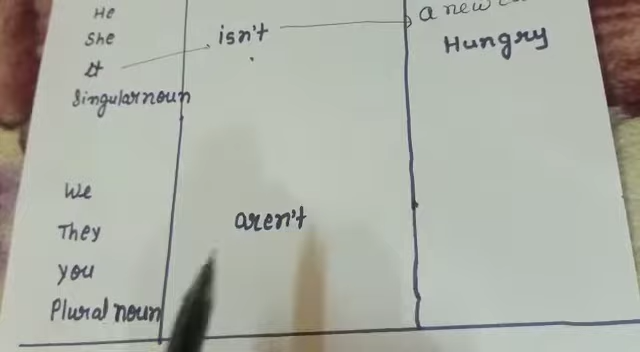 He
She
It
isn't
a new
Hungry
Singular noun
We
They
you
Plural noun
aren't